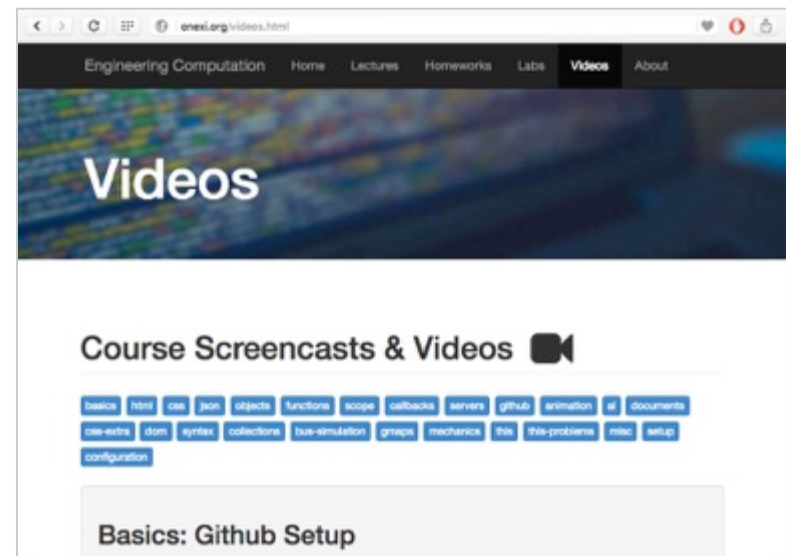 onexi.org/videos.html
Engineering Computation Home Lectures Homeworks Labs Videos About
Videos
Course Screencasts & Videos
basics html css json objects functions scope callbacks servers github animation ai documents
css-extra dom syntax collections bus-simulation gmaps mechanics this this-problems misc setup
configuration
Basics: Github Setup